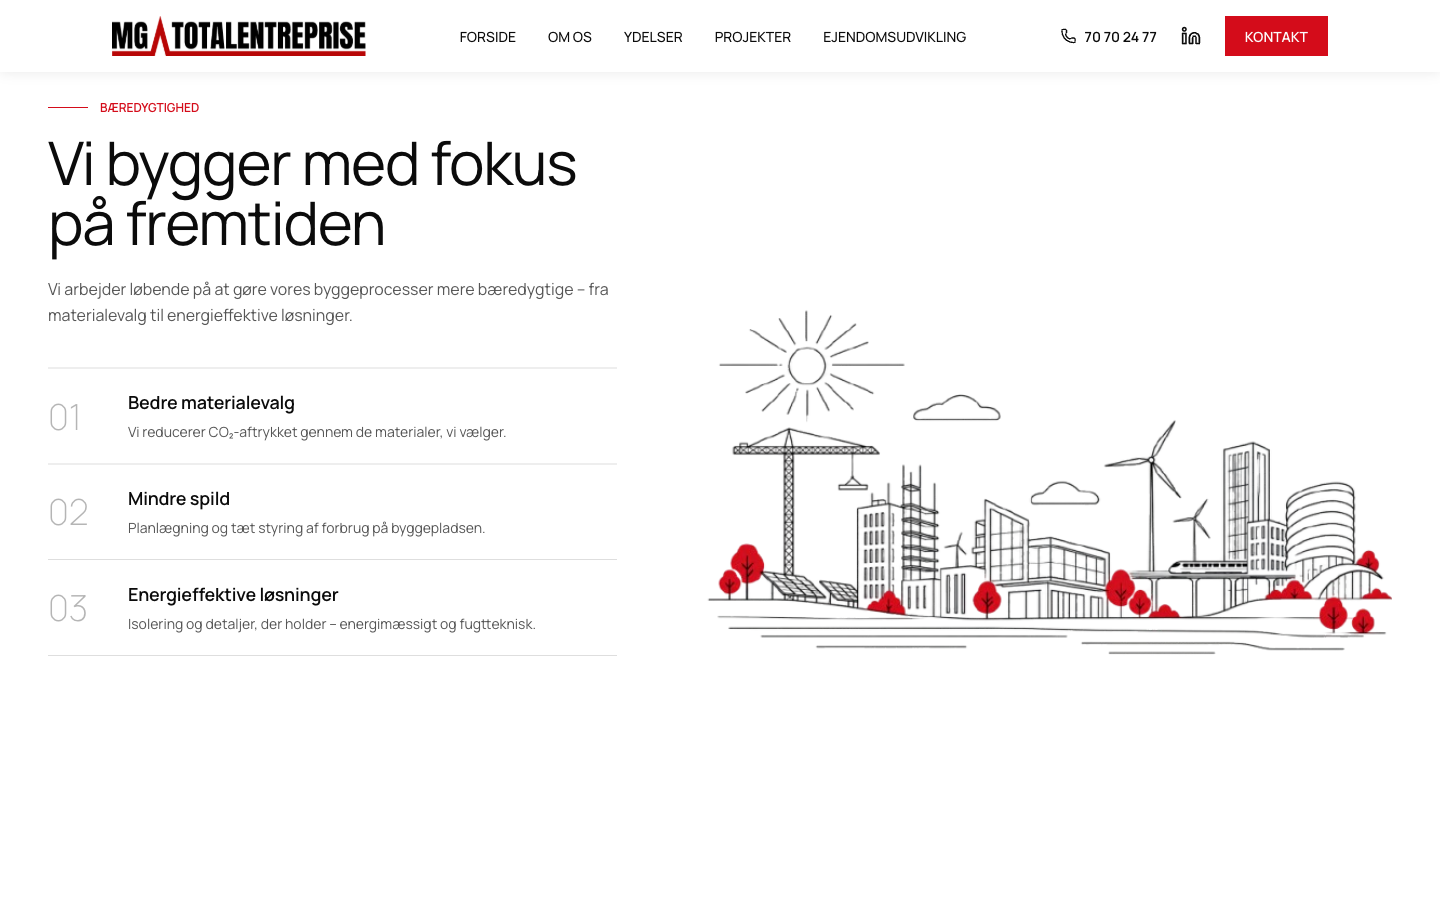 MG TOTALENTREPRISE
FORSIDE
OM OS
YDELSER
PROJEKTER
EJENDOMSUDVIKLING
70 70 24 77
KONTAKT
BÆREDYGTIGHED
Vi bygger med fokus
på fremtiden
Vi arbejder løbende på at gøre vores byggeprocesser mere bæredygtige – fra
materialevalg til energieffektive løsninger.
01
Bedre materialevalg
Vi reducerer CO₂-aftrykket gennem de materialer, vi vælger.
02
Mindre spild
Planlægning og tæt styring af forbrug på byggepladsen.
03
Energieffektive løsninger
Isolering og detaljer, der holder – energimæssigt og fugtteknisk.